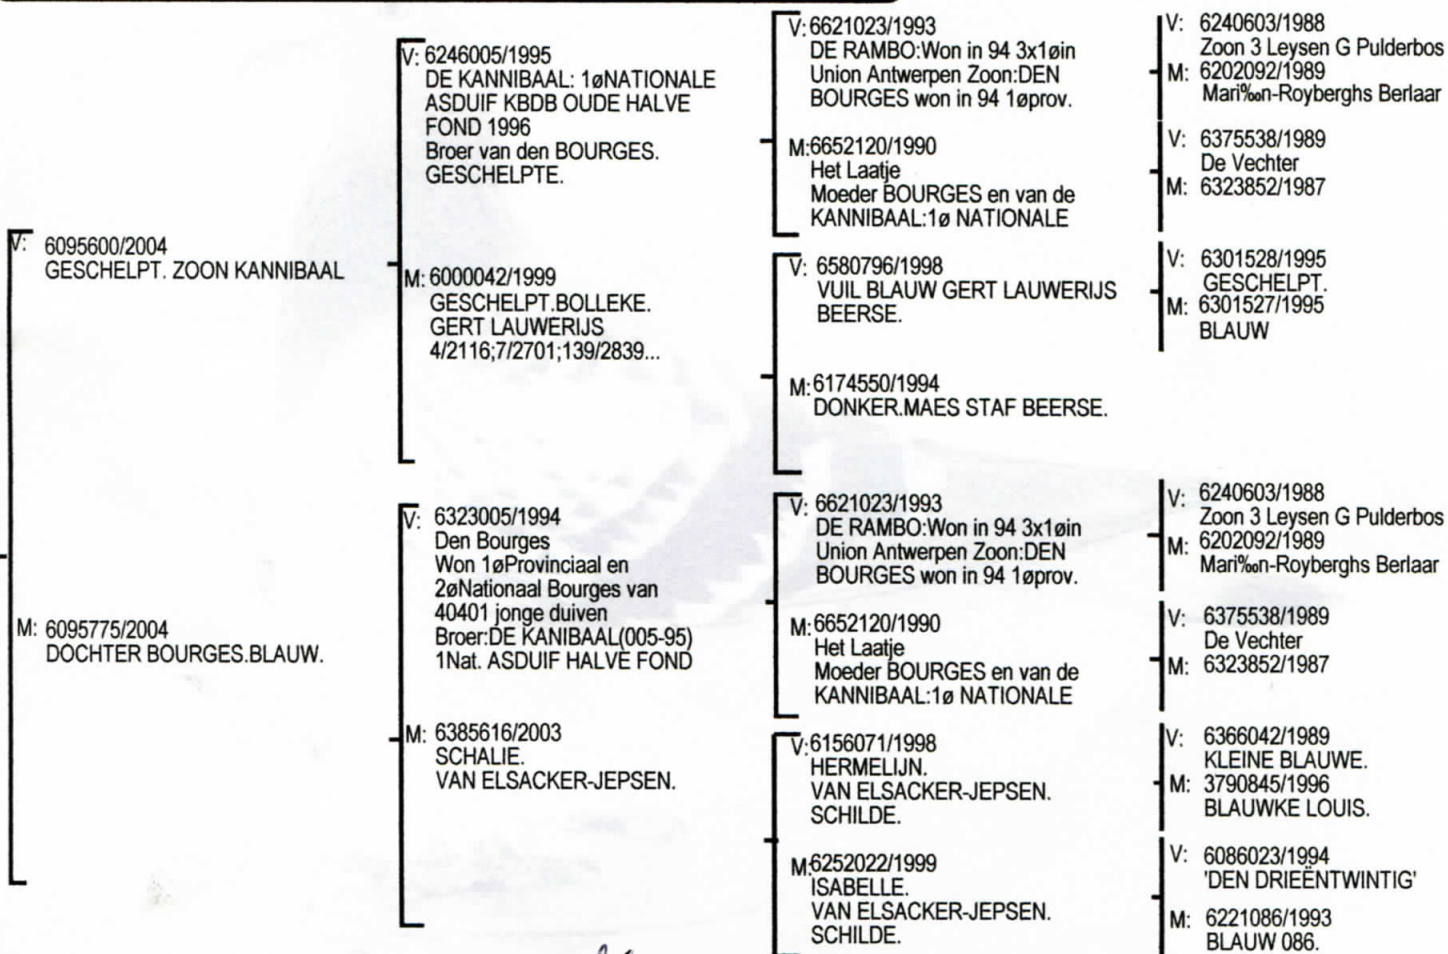 V: 6095600/2004
GESCHELPT. ZOON KANNIBAAL
M: 6095775/2004
DOCHTER BOURGES.BLAUW.
V: 6246005/1995
DE KANNIBAAL: 1øNATIONALE
ASDUIF KBDB OUDE HALVE
FOND 1996
Broer van den BOURGES.
GESCHELPTE.
M: 6000042/1999
GESCHELPT.BOLLEKE.
GERT LAUWERIJS
4/2116;7/2701;139/2839...
V: 6323005/1994
Den Bourges
Won 1øProvinciaal en
2øNationaal Bourges van
40401 jonge duiven
Broer:DE KANIBAAL(005-95)
1Nat. ASDUIF HALVE FOND
M: 6385616/2003
SCHALIE.
VAN ELSACKER-JEPSEN.
V: 6621023/1993
DE RAMBO:Won in 94 3x1øin
Union Antwerpen Zoon:DEN
BOURGES won in 94 1øprov.
M: 6652120/1990
Het Laatje
Moeder BOURGES en van de
KANNIBAAL:1ø NATIONALE
V: 6580796/1998
VUIL BLAUW GERT LAUWERIJS
BEERSE.
M: 6174550/1994
DONKER.MAES STAF BEERSE.
V: 6621023/1993
DE RAMBO:Won in 94 3x1øin
Union Antwerpen Zoon:DEN
BOURGES won in 94 1øprov.
M: 6652120/1990
Het Laatje
Moeder BOURGES en van de
KANNIBAAL:1ø NATIONALE
V: 6156071/1998
HERMELIJN.
VAN ELSACKER-JEPSEN.
SCHILDE.
M: 6252022/1999
ISABELLE.
VAN ELSACKER-JEPSEN.
SCHILDE.
V: 6240603/1988
Zoon 3 Leysen G Pulderbos
M: 6202092/1989
Mari‰n-Royberghs Berlaar
V: 6375538/1989
De Vechter
M: 6323852/1987
V: 6301528/1995
GESCHELPT.
M: 6301527/1995
BLAUW
V: 6240603/1988
Zoon 3 Leysen G Pulderbos
M: 6202092/1989
Mari‰n-Royberghs Berlaar
V: 6375538/1989
De Vechter
M: 6323852/1987
V: 6366042/1989
KLEINE BLAUWE.
M: 3790845/1996
BLAUWKE LOUIS.
V: 6086023/1994
'DEN DRIEËNTWINTIG'
M: 6221086/1993
BLAUW 086.